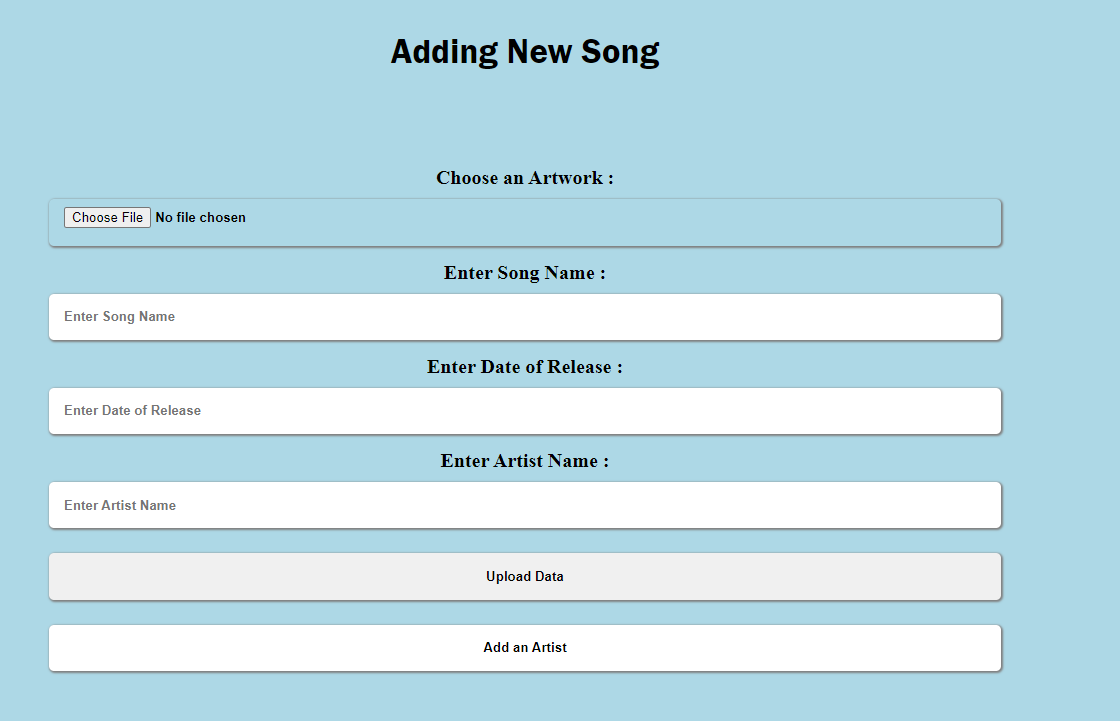 Adding New Song
Choose an Artwork :
Choose File No file chosen
Enter Song Name :
Enter Song Name
Enter Date of Release :
Enter Date of Release
Enter Artist Name :
Enter Artist Name
Upload Data
Add an Artist